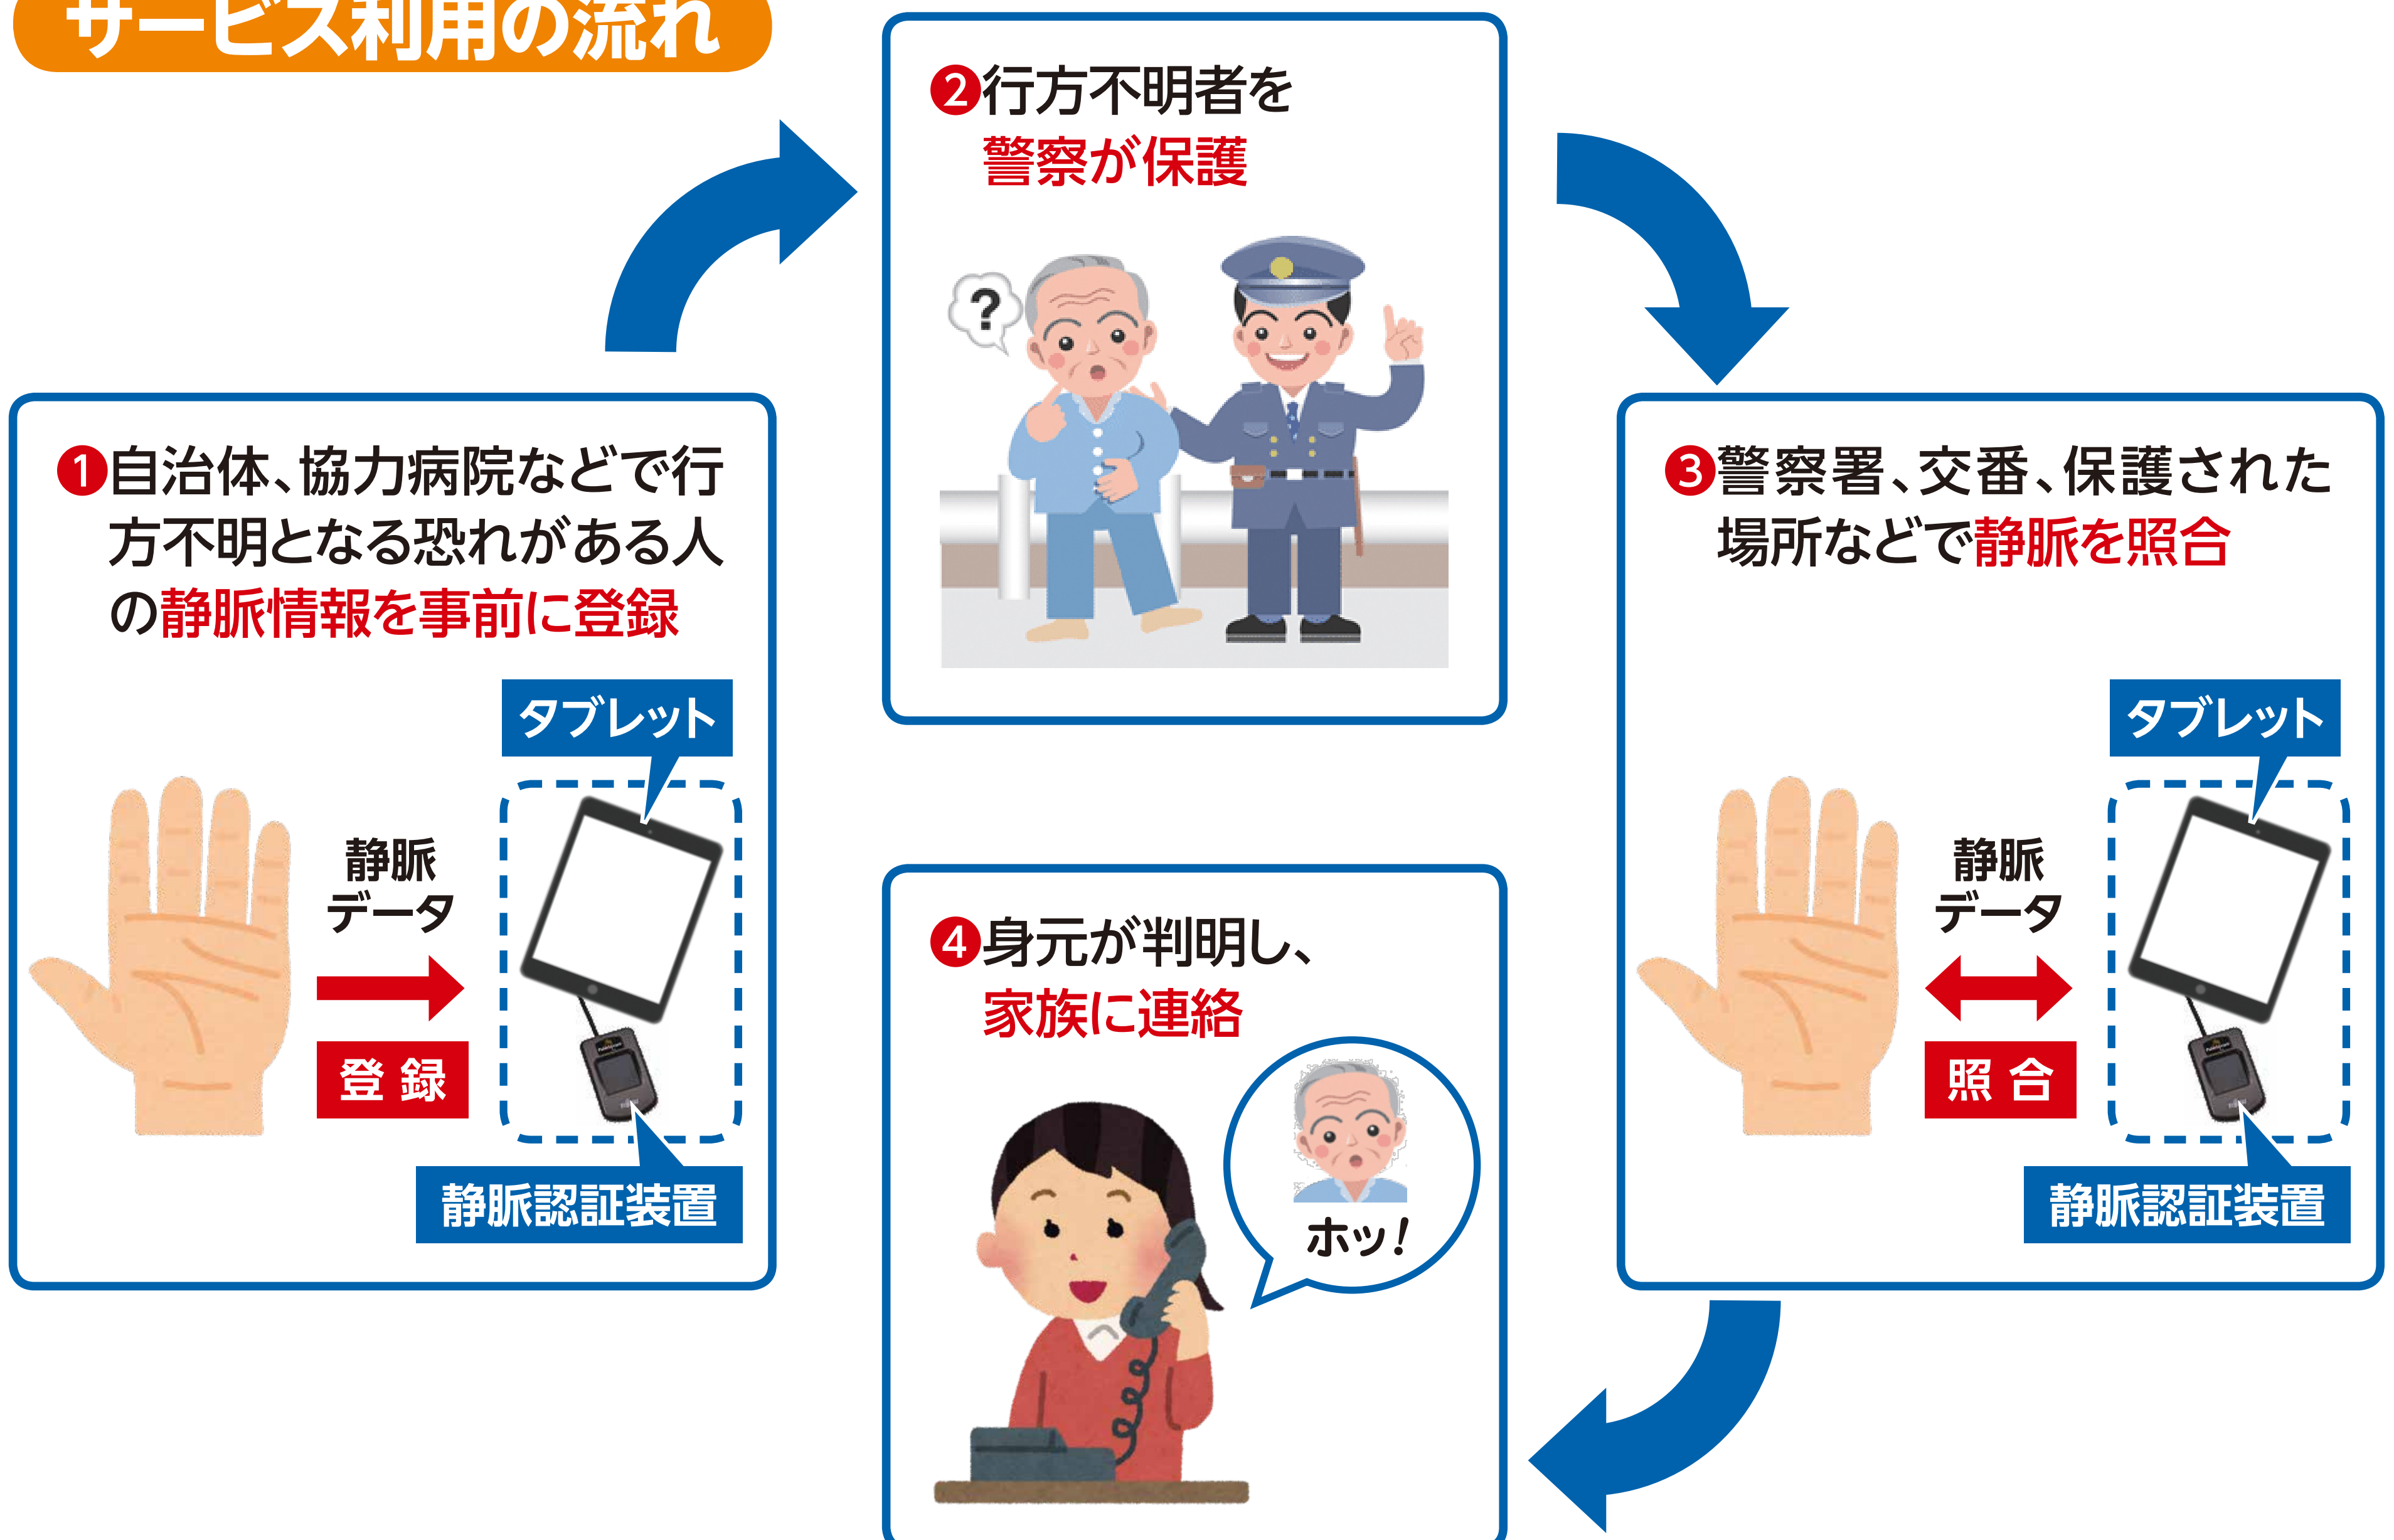 サービス利用の流れ
❶自治体、協力病院などで行
方不明となる恐れがある人
の静脈情報を事前に登録
タブレット
静脈
データ
登録
静脈認証装置
❷行方不明者を
警察が保護
?
❸警察署、交番、保護された
場所などで静脈を照合
タブレット
静脈
データ
照合
静脈認証装置
❹身元が判明し、
家族に連絡
ホッ!